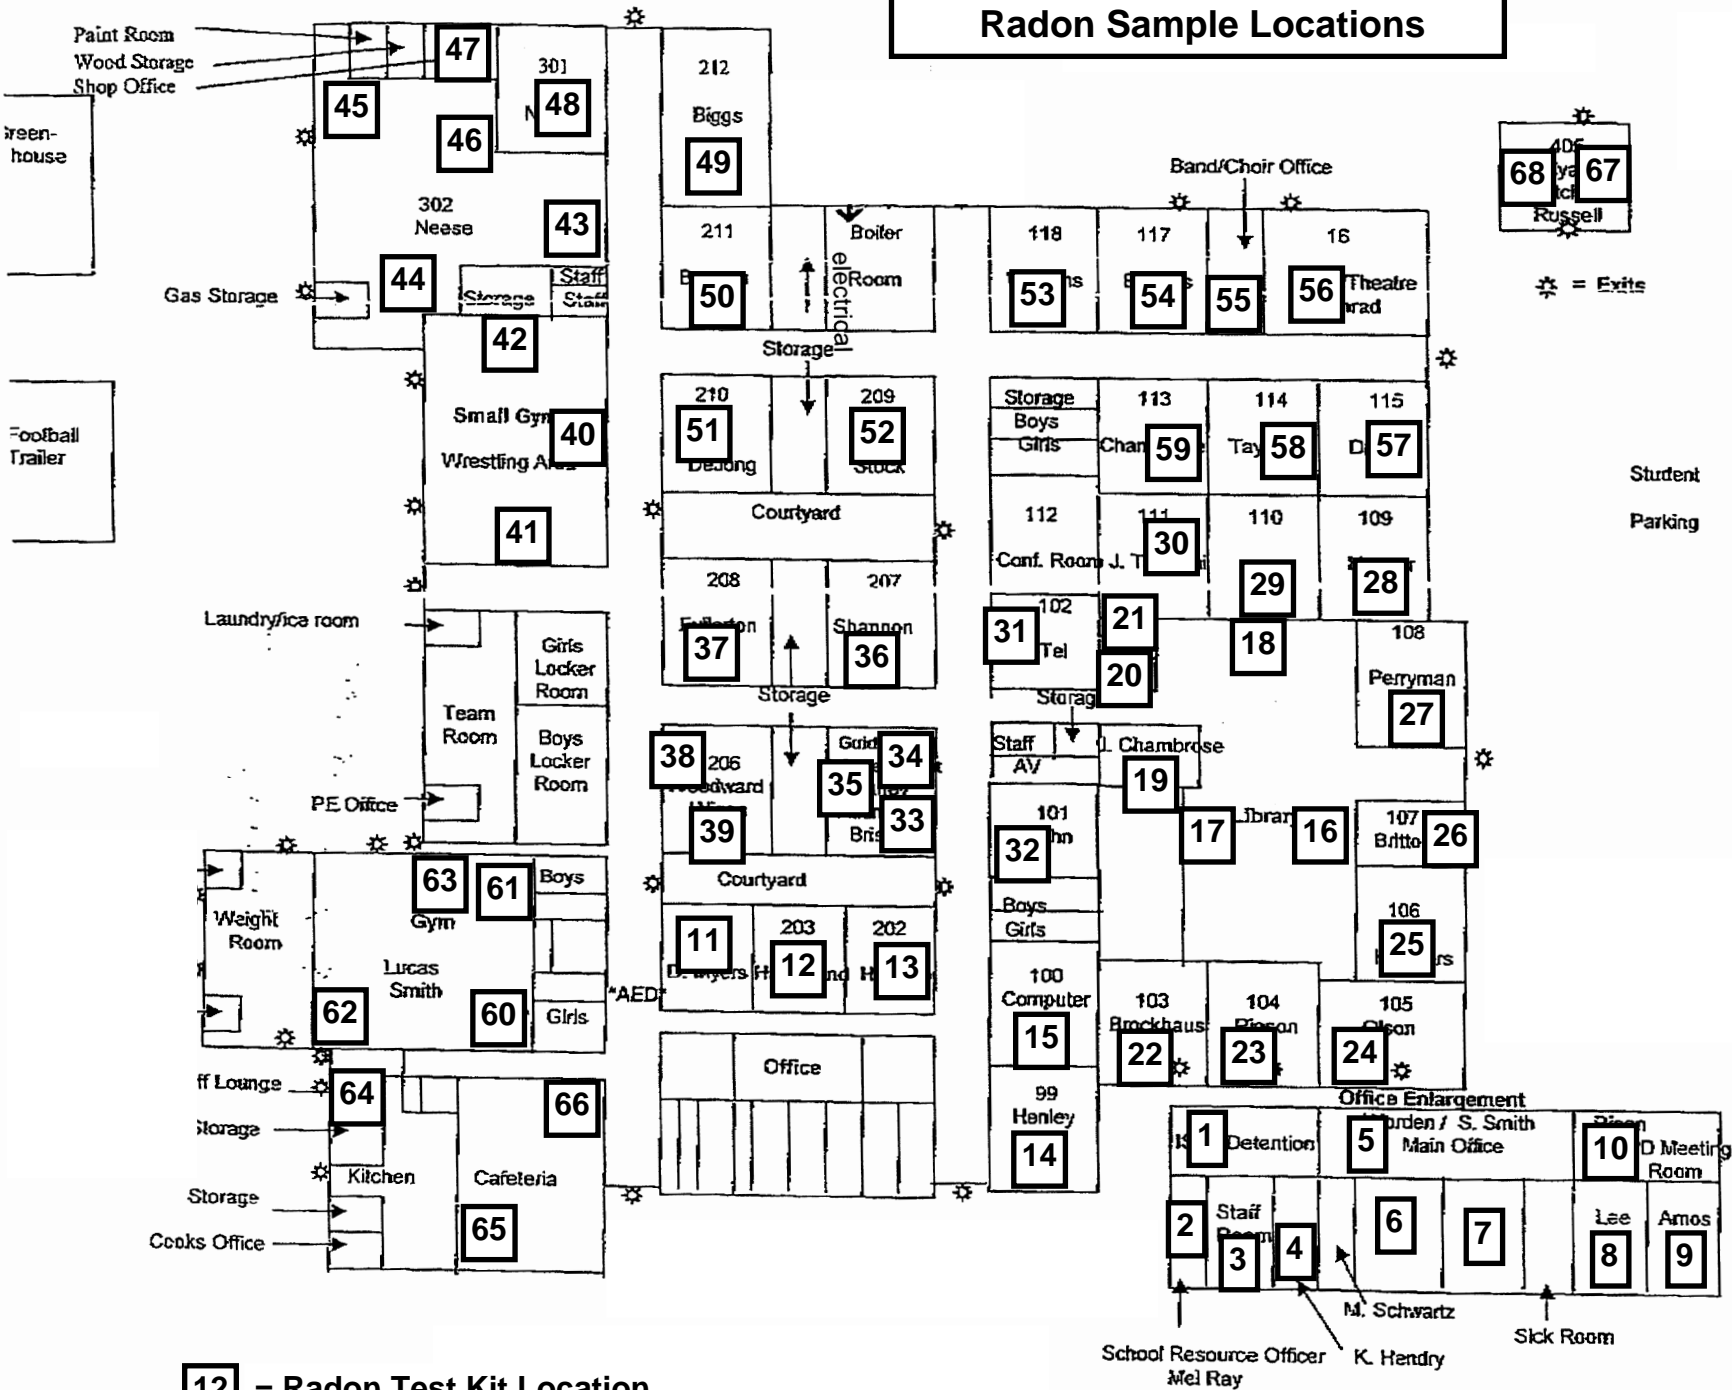 Radon Sample Locations
Paint Room
Wood Storage
Shop Office
47
301
48
45
46
302
Neese
43
44
Gas Storage
Storage
Staff
Staff
house
212
Biggs
49
211
50
Boiler
Room
electrical
Storage
Band/Choir Office
118
53
117
54
55
16
56
Theatre
68
67
Russell
= Exits
42
Small Gym
40
Wrestling
41
Football
Trailer
210
51
DeJong
209
52
Stock
Courtyard
Storage
Boys
Girls
113
59
114
58
115
57
Student
Parking
112
Conf. Room
111
J.
30
110
29
109
28
208
37
207
Shannon
36
Storage
102
31
Tel
21
20
18
108
Perryman
27
Storag
Laundry/ice room
Girls
Locker
Room
Team
Room
Boys
Locker
Room
PE Office
38
206
39
34
35
33
Courtyard
Staff
AV
J. Chambrose
19
101
32
17
16
107
Britto
26
Boys
Girls
106
25
Weight
Room
63
61
Gym
Boys
Lucas
Smith
62
60
Girls
"AED"
11
203
12
202
13
100
Computer
15
103
Brockhaus
22
104
23
105
Olson
24
Office
99
Henley
14
ff Lounge
64
Storage
Kitchen
66
Cafeteria
65
Storage
Cooks Office
Office Enlargement
1
Detention
5
S. Smith
Main Office
10
D Meeting
Room
2
Staff
Room
3
4
6
7
Lee
8
Amos
9
M. Schwartz
Sick Room
School Resource Officer
Mel Ray
K. Hendry
12 = Radon Test Kit Location